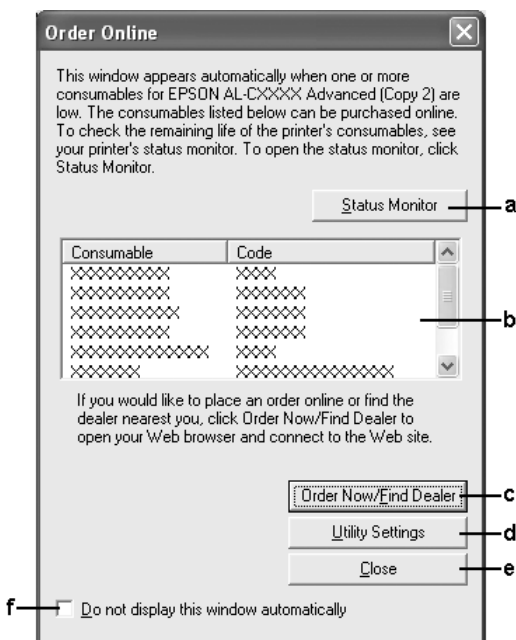 Order Online
This window appears automatically when one or more
consumables for EPSON AL-CXXXX Advanced (Copy 2) are
low. The consumables listed below can be purchased online.
To check the remaining life of the printer's consumables, see
your printer's status monitor. To open the status monitor, click
Status Monitor.
Status Monitor a
Consumable Code
XXXXXXXXXX XXXX
XXXXXXXXXX XXXXXXX
XXXXXXXXXXX XXXXXXX
XXXXXXXXXX XXXXXXX
XXXXXXXXXXXXXX XXXX
XXXXXXX XXXXXXXXXXXXXXXX
b
If you would like to place an order online or find the
dealer nearest you, click Order Now/Find Dealer to
open your Web browser and connect to the Web site.
Order Now/Find Dealer c
Utility Settings d
Close e
f Do not display this window automatically